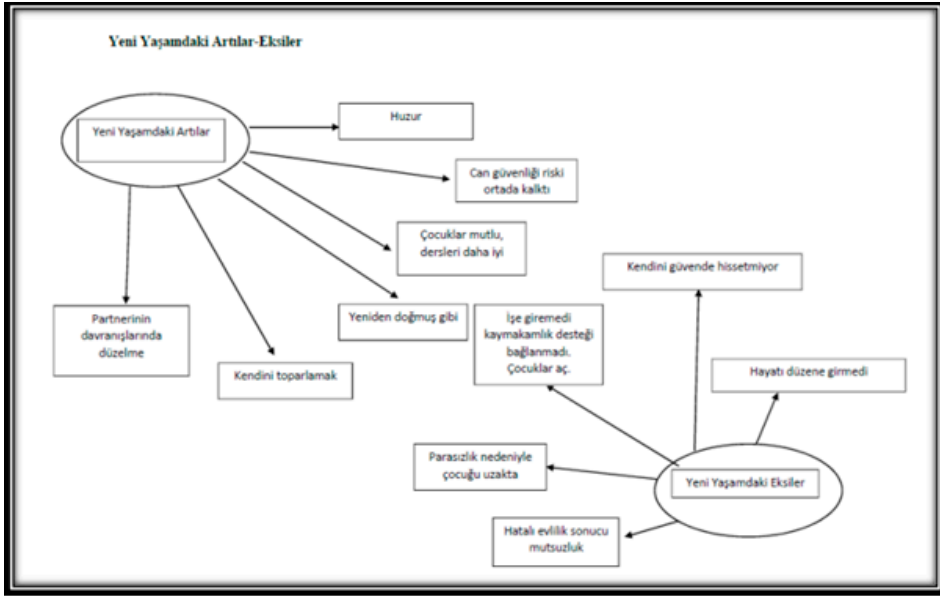 Yeni Yaşamdaki Artılar-Eksiler
Yeni Yaşamdaki Artılar
Huzur
Can güvenliği riski
ortada kalktı
Çocuklar mutlu,
dersleri daha iyi
Yeniden doğmuş gibi
Kendini toparlamak
Partnerinin
davranışlarında
düzelme
Kendini güvende hissetmiyor
İşe giremedi
kaymakamlık desteği
bağlanmadı.
Çocuklar aç.
Hayatı düzene girmedi
Parasızlık nedeniyle
çocuğu uzakta
Yeni Yaşamdaki Eksiler
Hatalı evlilik sonucu
mutsuzluk